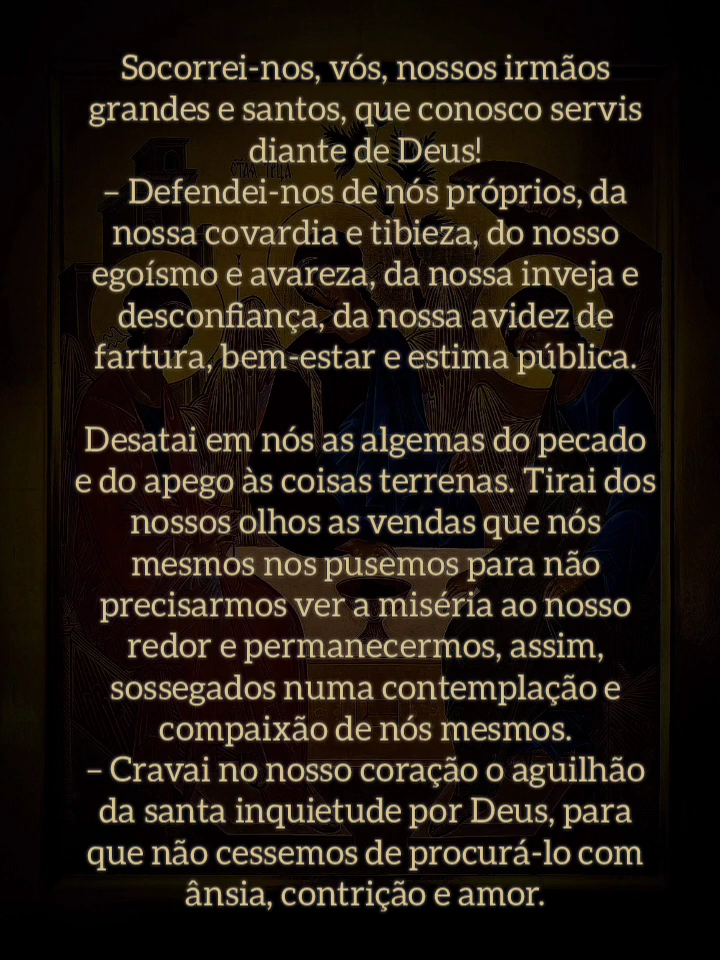 Socorrei-nos, vós, nossos irmãos
grandes e santos, que conosco servis
diante de Deus!
– Defendei-nos de nós próprios, da
nossa covardia e tibieza, do nosso
egoísmo e avareza, da nossa inveja e
desconfiança, da nossa avidez de
fartura, bem-estar e estima pública.
Desatai em nós as algemas do pecado
e do apego às coisas terrenas. Tirai dos
nossos olhos as vendas que nós
mesmos nos pusemos para não
precisarmos ver a miséria ao nosso
redor e permanecermos, assim,
sossegados numa contemplação e
compaixão de nós mesmos.
– Cravai no nosso coração o aguilhão
da santa inquietude por Deus, para
que não cessemos de procurá-lo com
ânsia, contrição e amor.